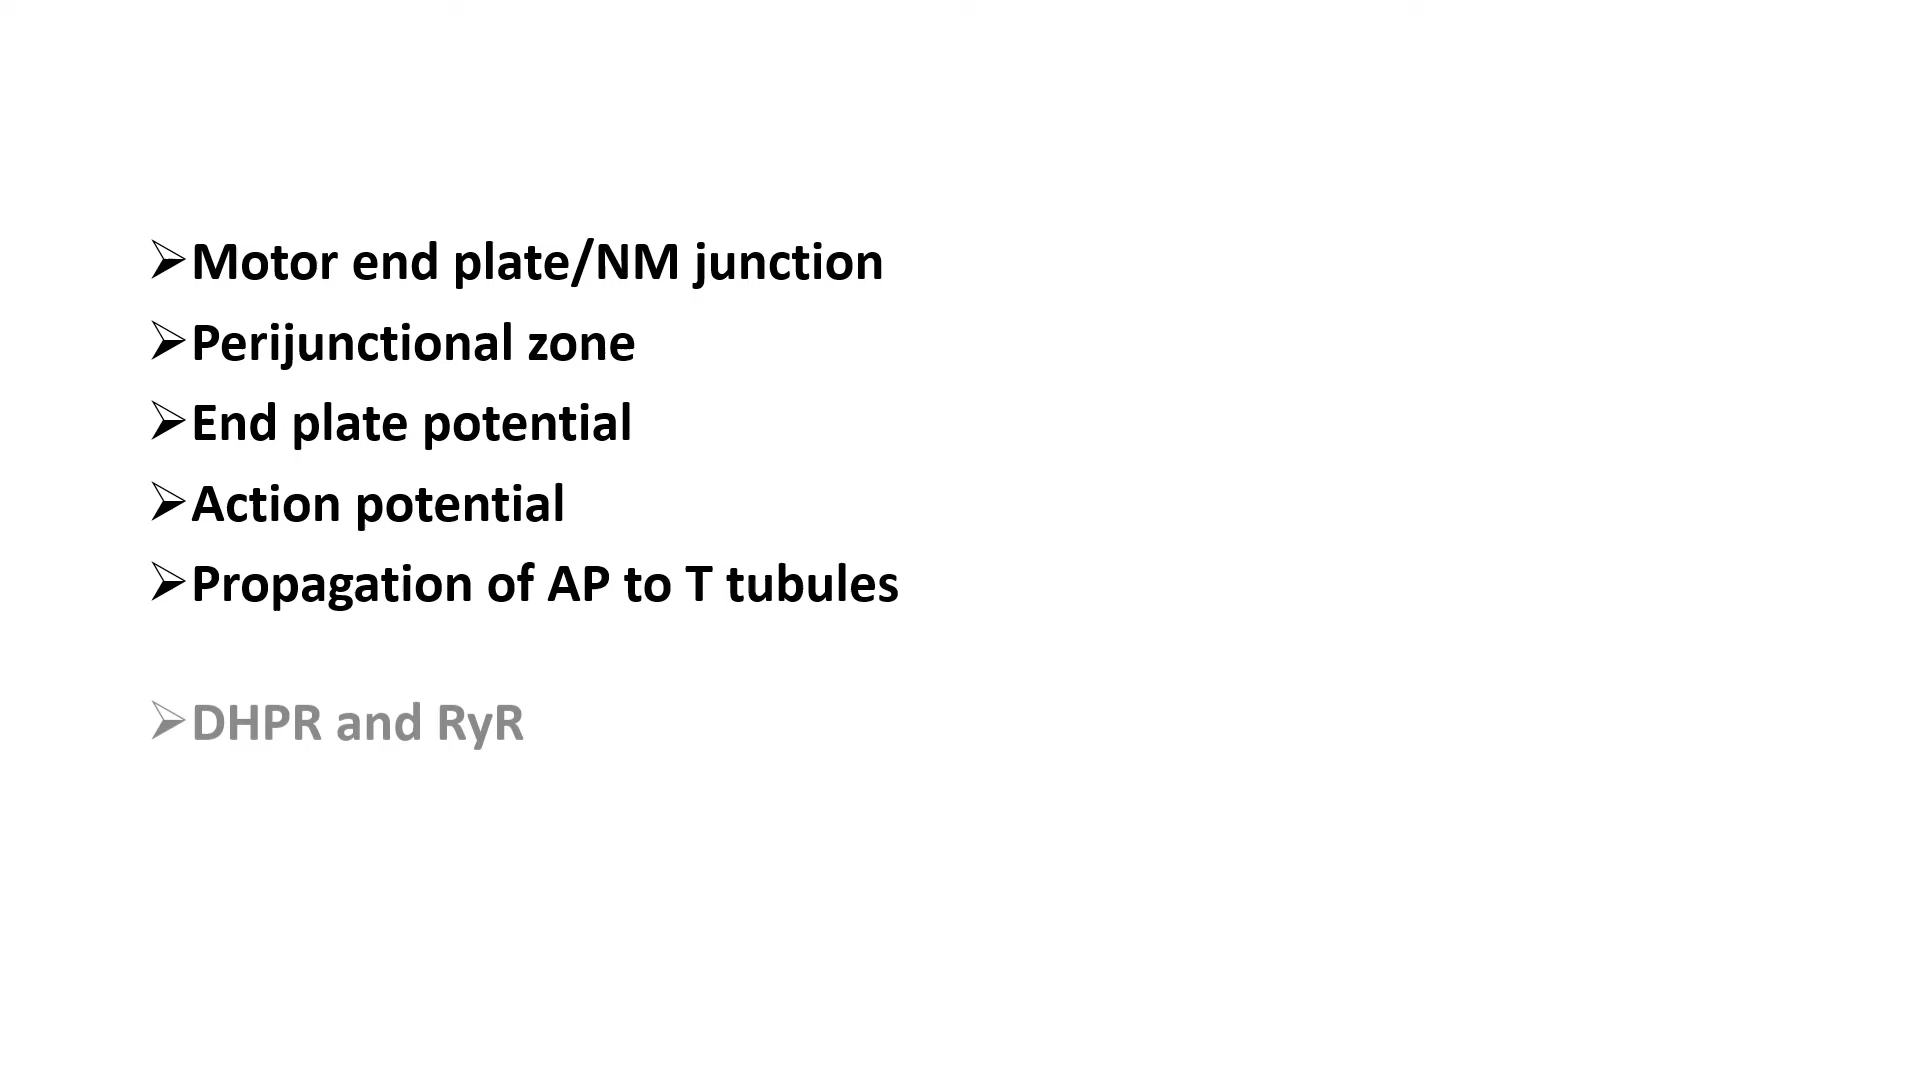 ➢Motor end plate/NM junction
➢Perijunctional zone
➢End plate potential
➢Action potential
➢Propagation of AP to T tubules
➢DHPR and RyR